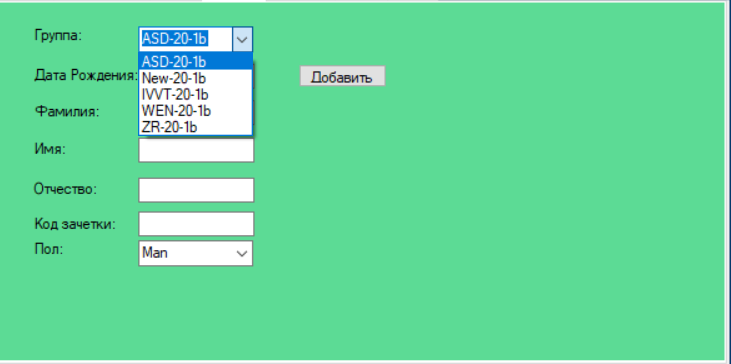 Группа: ASD-20-1b
ASD-20-1b
Дата Рождения: New-20-1b Добавить
IVVT-20-1b
Фамилия: WEN-20-1b
ZR-20-1b
Имя:
Отчество:
Код зачетки:
Пол: Man